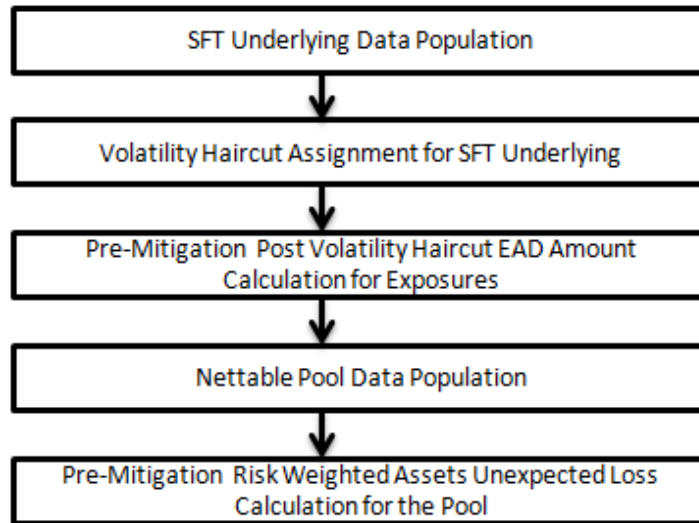 SFT Underlying Data Population
Volatility Haircut Assignment for SFT Underlying
Pre-Mitigation Post Volatility Haircut EAD Amount
Calculation for Exposures
Nettable Pool Data Population
Pre-Mitigation Risk Weighted Assets Unexpected Loss
Calculation for the Pool